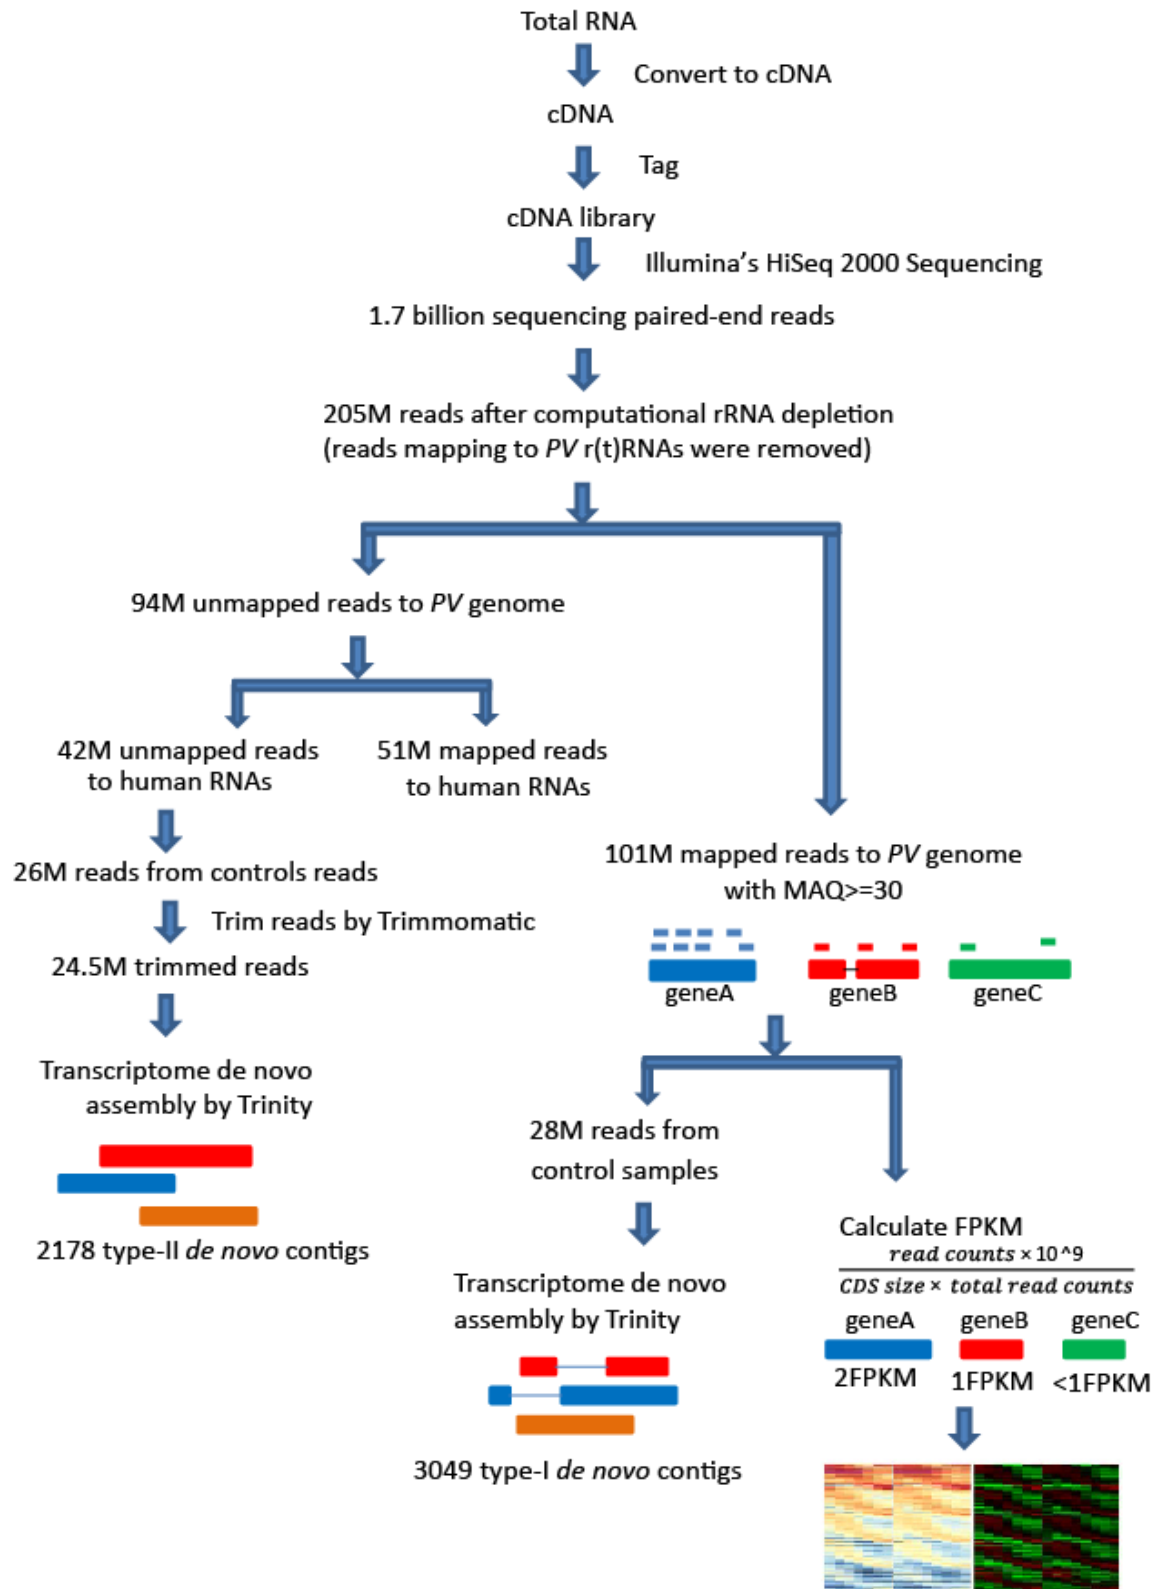 Total RNA
Convert to cDNA
cDNA
Tag
cDNA library
Illumina's HiSeq 2000 Sequencing
1.7 billion sequencing paired-end reads
205M reads after computational rRNA depletion
(reads mapping to PV r(t)RNAs were removed)
94M unmapped reads to PV genome
42M unmapped reads
to human RNAs
51M mapped reads
to human RNAs
26M reads from controls reads
Trim reads by Trimmomatic
24.5M trimmed reads
Transcriptome de novo
assembly by Trinity
2178 type-II de novo contigs
101M mapped reads to PV genome
with MAQ>=30
geneA
geneB
geneC
28M reads from
control samples
Transcriptome de novo
assembly by Trinity
3049 type-I de novo contigs
Calculate FPKM
read counts × 10^9
CDS size × total read counts
geneA
geneB
geneC
2FPKM
1FPKM
<1FPKM